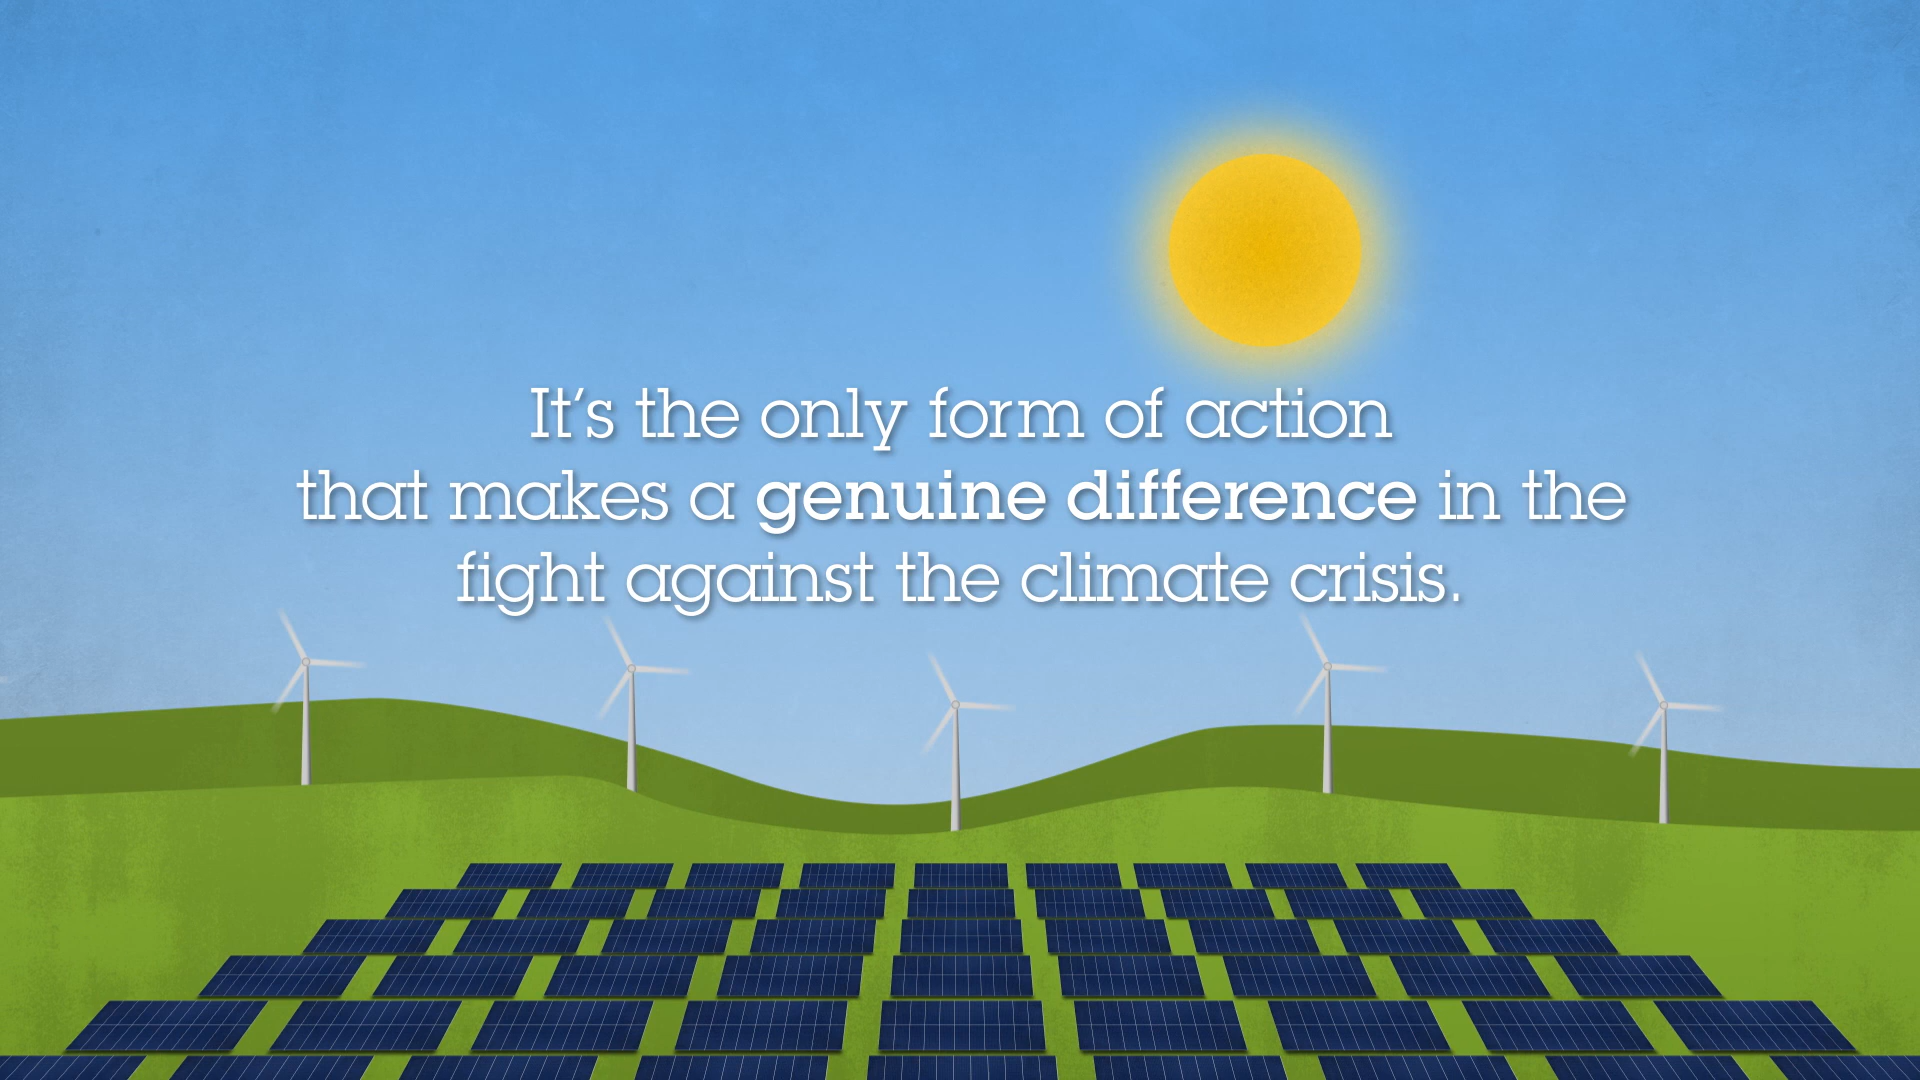 It's the only form of action
that makes a genuine difference in the
fight against the climate crisis.